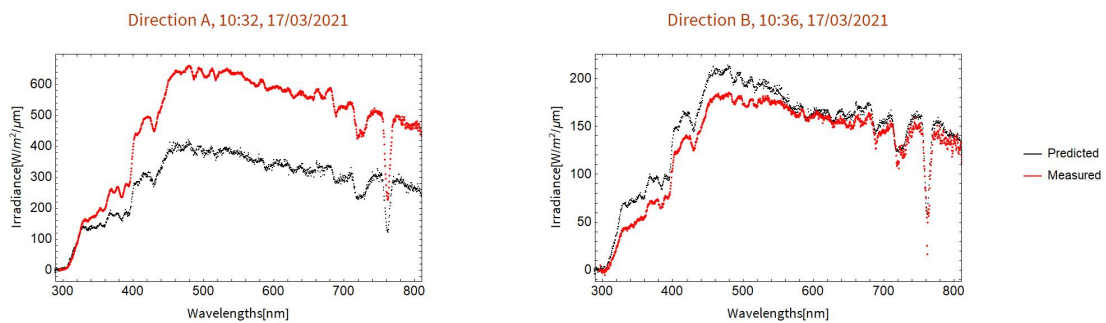 Direction A, 10:32, 17/03/2021
Irradiance[W/m²/μm]
600
500
400
300
200
100
0
300 400 500 600 700 800
Wavelengths[nm]
Direction B, 10:36, 17/03/2021
Irradiance[W/m²/μm]
200
150
100
50
0
300 400 500 600 700 800
Wavelengths[nm]
Predicted
Measured